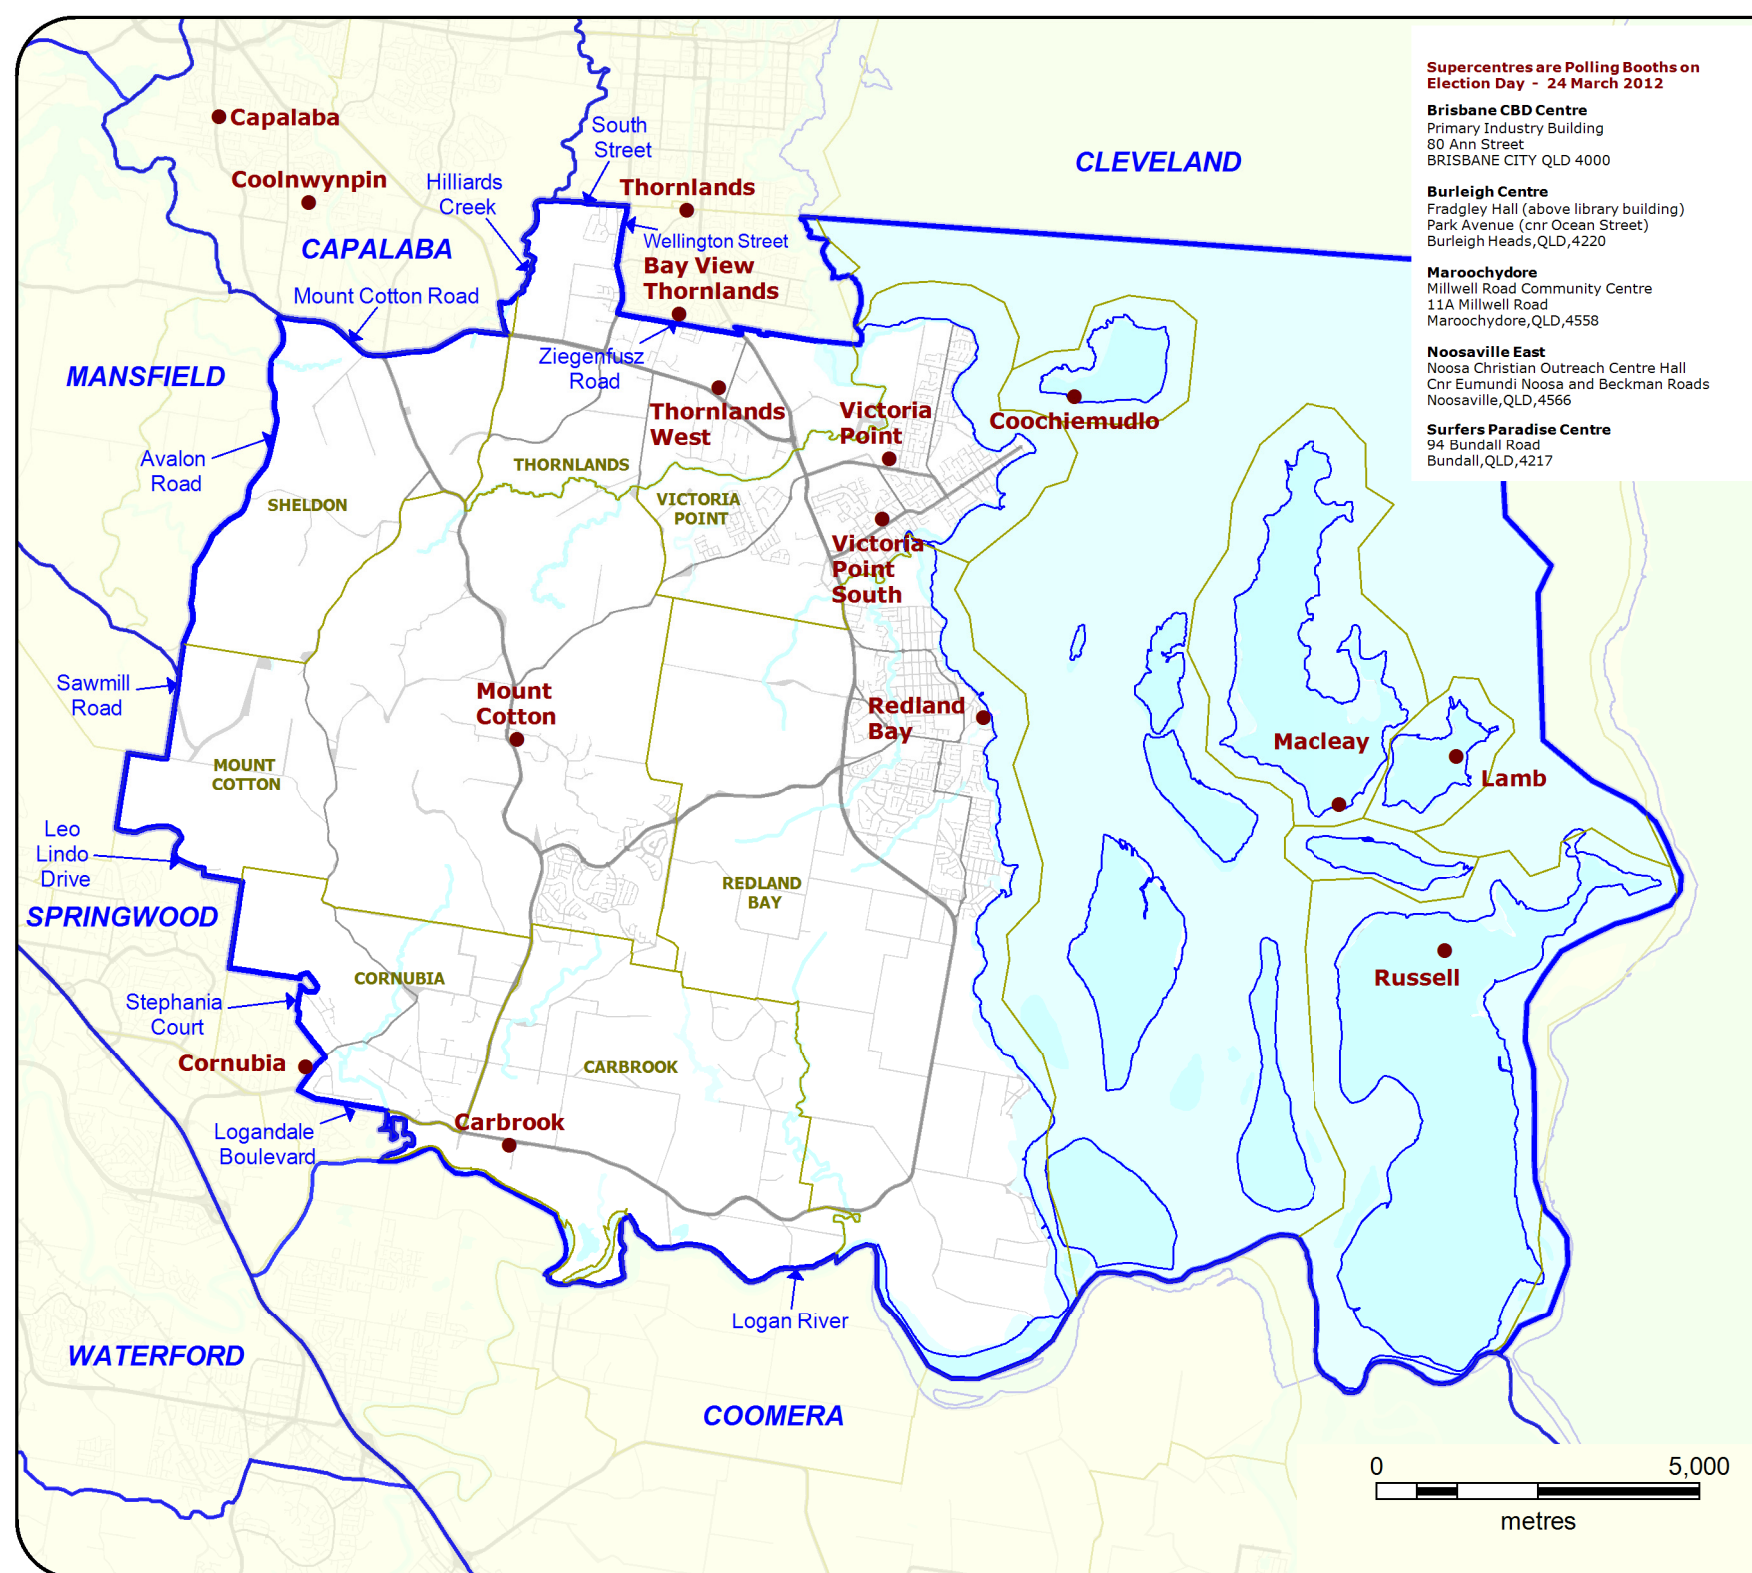 Supercentres are Polling Booths on
Election Day - 24 March 2012
Brisbane CBD Centre
Primary Industry Building
80 Ann Street
BRISBANE CITY QLD 4000
Burleigh Centre
Fradgley Hall (above library building)
Park Avenue (cnr Ocean Street)
Burleigh Heads,QLD,4220
Maroochydore
Millwell Road Community Centre
11A Millwell Road
Maroochydore,QLD,4558
Noosaville East
Noosa Christian Outreach Centre Hall
Cnr Eumundi Noosa and Beckman Roads
Noosaville,QLD,4566
Surfers Paradise Centre
94 Bundall Road
Bundall,QLD,4217
Capalaba
South
Street
CLEVELAND
Coolnwynpin
Hilliards
Creek
Thornlands
CAPALABA
Wellington Street
Bay View
Thornlands
Mount Cotton Road
Ziegenfusz
Road
MANSFIELD
Thornlands
West
Victoria
Point
Coochiemudlo
Avalon
Road
THORNLANDS
SHELDON
VICTORIA
POINT
Victoria
Point
South
Sawmill
Road
Mount
Cotton
Redland
Bay
Macleay
Lamb
MOUNT
COTTON
Leo
Lindo
Drive
REDLAND
BAY
SPRINGWOOD
CORNUBIA
Russell
Stephania
Court
Cornubia
CARBROOK
Carbrook
Logandale
Boulevard
Logan River
WATERFORD
COOMERA
0
5,000
metres